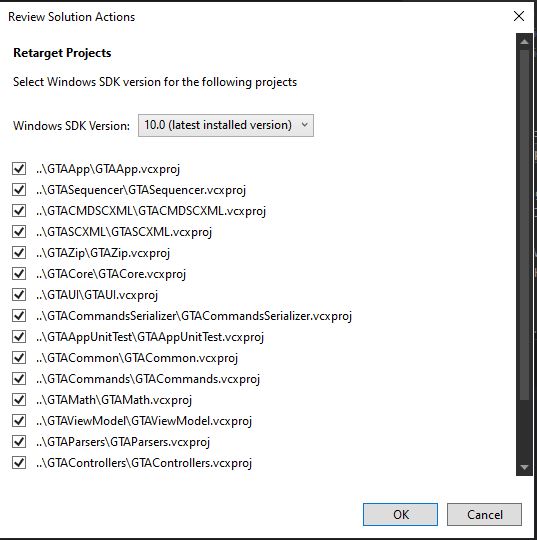 Review Solution Actions
Retarget Projects
Select Windows SDK version for the following projects
Windows SDK Version: 10.0 (latest installed version)
..\GTAApp\GTAApp.vcxproj
..\GTASequencer\GTASequencer.vcxproj
..\GTACMDSCXML\GTACMDSCXML.vcxproj
..\GTASCXML\GTASCXML.vcxproj
..\GTAZip\GTAZip.vcxproj
..\GTACore\GTACore.vcxproj
..\GTAUI\GTAUI.vcxproj
..\GTACommandsSerializer\GTACommandsSerializer.vcxproj
..\GTAAppUnitTest\GTAAppUnitTest.vcxproj
..\GTACommon\GTACommon.vcxproj
..\GTACommands\GTACommands.vcxproj
..\GTAMath\GTAMath.vcxproj
..\GTAViewModel\GTAViewModel.vcxproj
..\GTAParsers\GTAParsers.vcxproj
..\GTAControllers\GTAControllers.vcxproj
OK Cancel